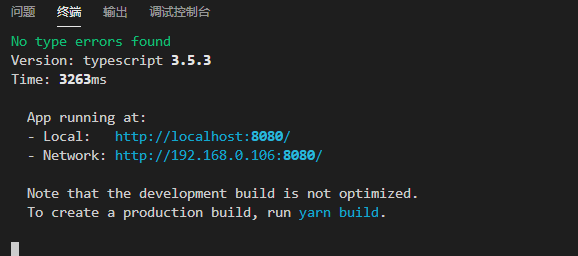 问题 终端 输出 调试控制台
No type errors found
Version: typescript 3.5.3
Time: 3263ms
App running at:
- Local: http://localhost:8080/
- Network: http://192.168.0.106:8080/
Note that the development build is not optimized.
To create a production build, run yarn build.